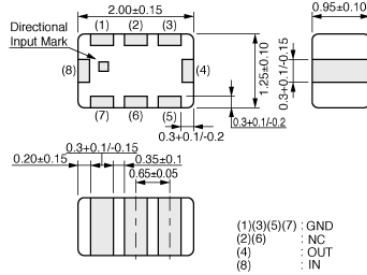 2.00±0.15
0.95±0.10
Directional
Input Mark
(1) (2) (3)
(8)
(4)
(7) (6) (5)
1.25±0.10
0.3+0.1/-0.15
0.3+0.1/-0.2
0.3+0.1/-0.2
0.3+0.1/-0.15
0.20±0.15
0.35±0.1
0.65±0.05
(1)(3)(5)(7) : GND
(2)(6) : NC
(4) : OUT
(8) : IN